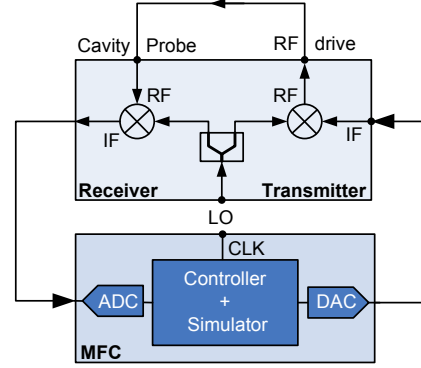 Cavity Probe RF drive
RF RF
IF IF
Receiver Transmitter
LO
CLK
ADC Controller + Simulator DAC
MFC